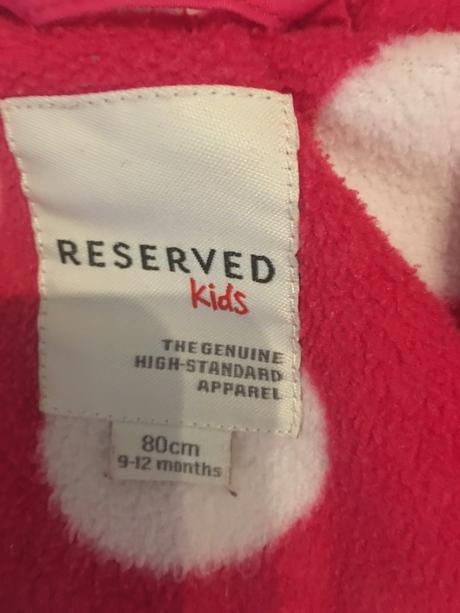 RESERVED
Kids
THE GENUINE
HIGH-STANDARD
APPAREL
80cm
9-12 months